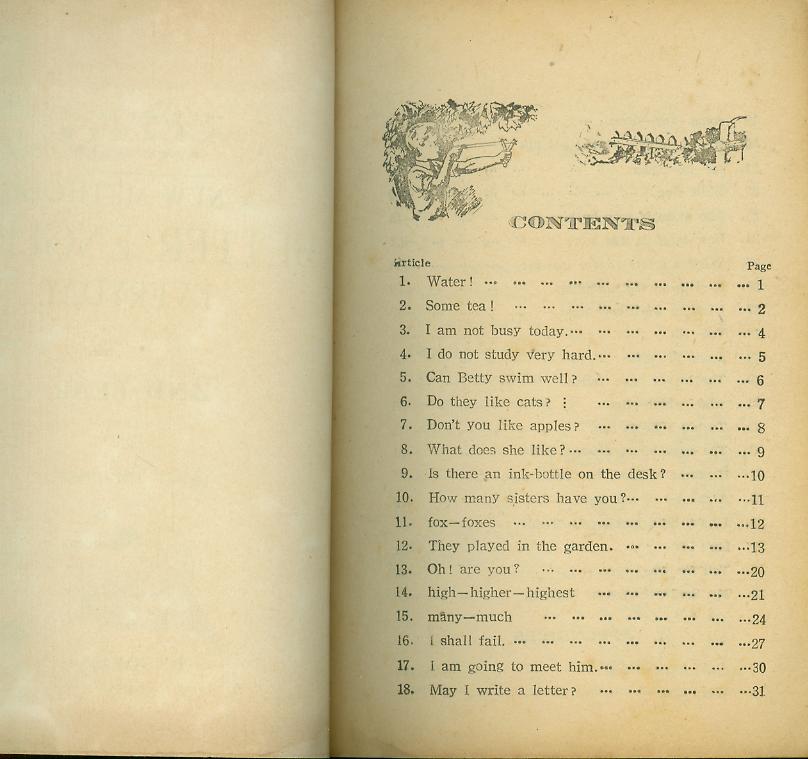 CONTENTS
Article Page
1. Water! ... ... ... ... ... ... ... ... ... ... 1
2. Some tea! ... ... ... ... ... ... ... ... ... 2
3. I am not busy today. ... ... ... ... ... ... ... 4
4. I do not study very hard. ... ... ... ... ... ... 5
5. Can Betty swim well? ... ... ... ... ... ... 6
6. Do they like cats? ... ... ... ... ... ... 7
7. Don't you like apples? ... ... ... ... ... ... 8
8. What does she like? ... ... ... ... ... ... ... 9
9. Is there an ink-bottle on the desk? ... ... ...10
10. How many sisters have you? ... ... ... ... ...11
11. fox—foxes ... ... ... ... ... ... ... ... ...12
12. They played in the garden. ... ... ... ... ...13
13. Oh! are you? ... ... ... ... ... ... ... ...20
14. high—higher—highest ... ... ... ... ... ...21
15. many—much ... ... ... ... ... ... ... ...24
16. I shall fail. ... ... ... ... ... ... ... ... ...27
17. I am going to meet him. ... ... ... ... ... ...30
18. May I write a letter? ... ... ... ... ... ...31